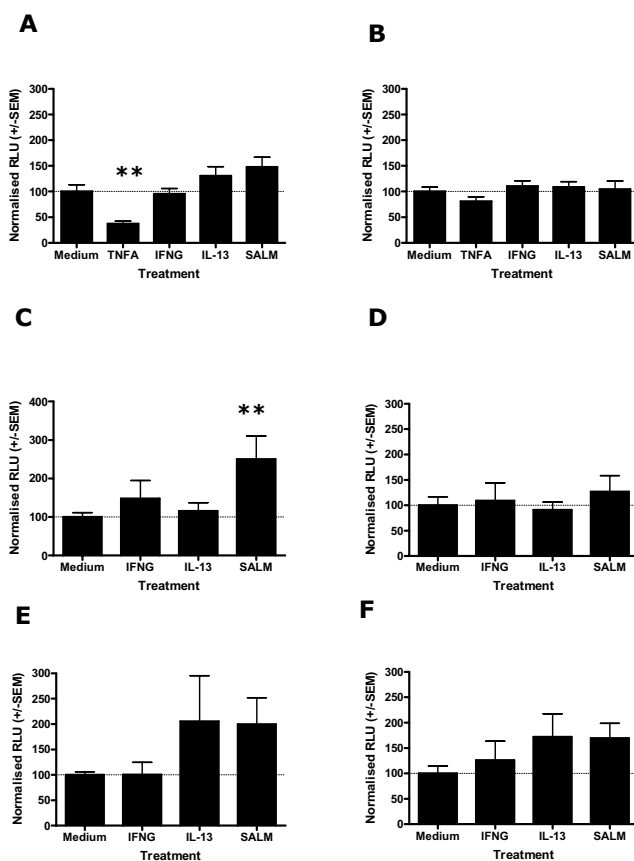 A
B
Normalised RLU (+/-SEM)
300
250
200
150
100
50
0
**
Medium TNFA IFNG IL-13 SALM
Treatment
Normalised RLU (+/-SEM)
300
250
200
150
100
50
0
Medium TNFA IFNG IL-13 SALM
Treatment
C
D
Normalised RLU (+/-SEM)
400
300
200
100
0
**
Medium IFNG IL-13 SALM
Treatment
Normalised RLU (+/-SEM)
300
250
200
150
100
50
0
Medium IFNG IL-13 SALM
Treatment
E
F
Normalised RLU (+/-SEM)
300
250
200
150
100
50
0
Medium IFNG IL-13 SALM
Treatment
Normalised RLU (+/-SEM)
300
250
200
150
100
50
0
Medium IFNG IL-13 SALM
Treatment